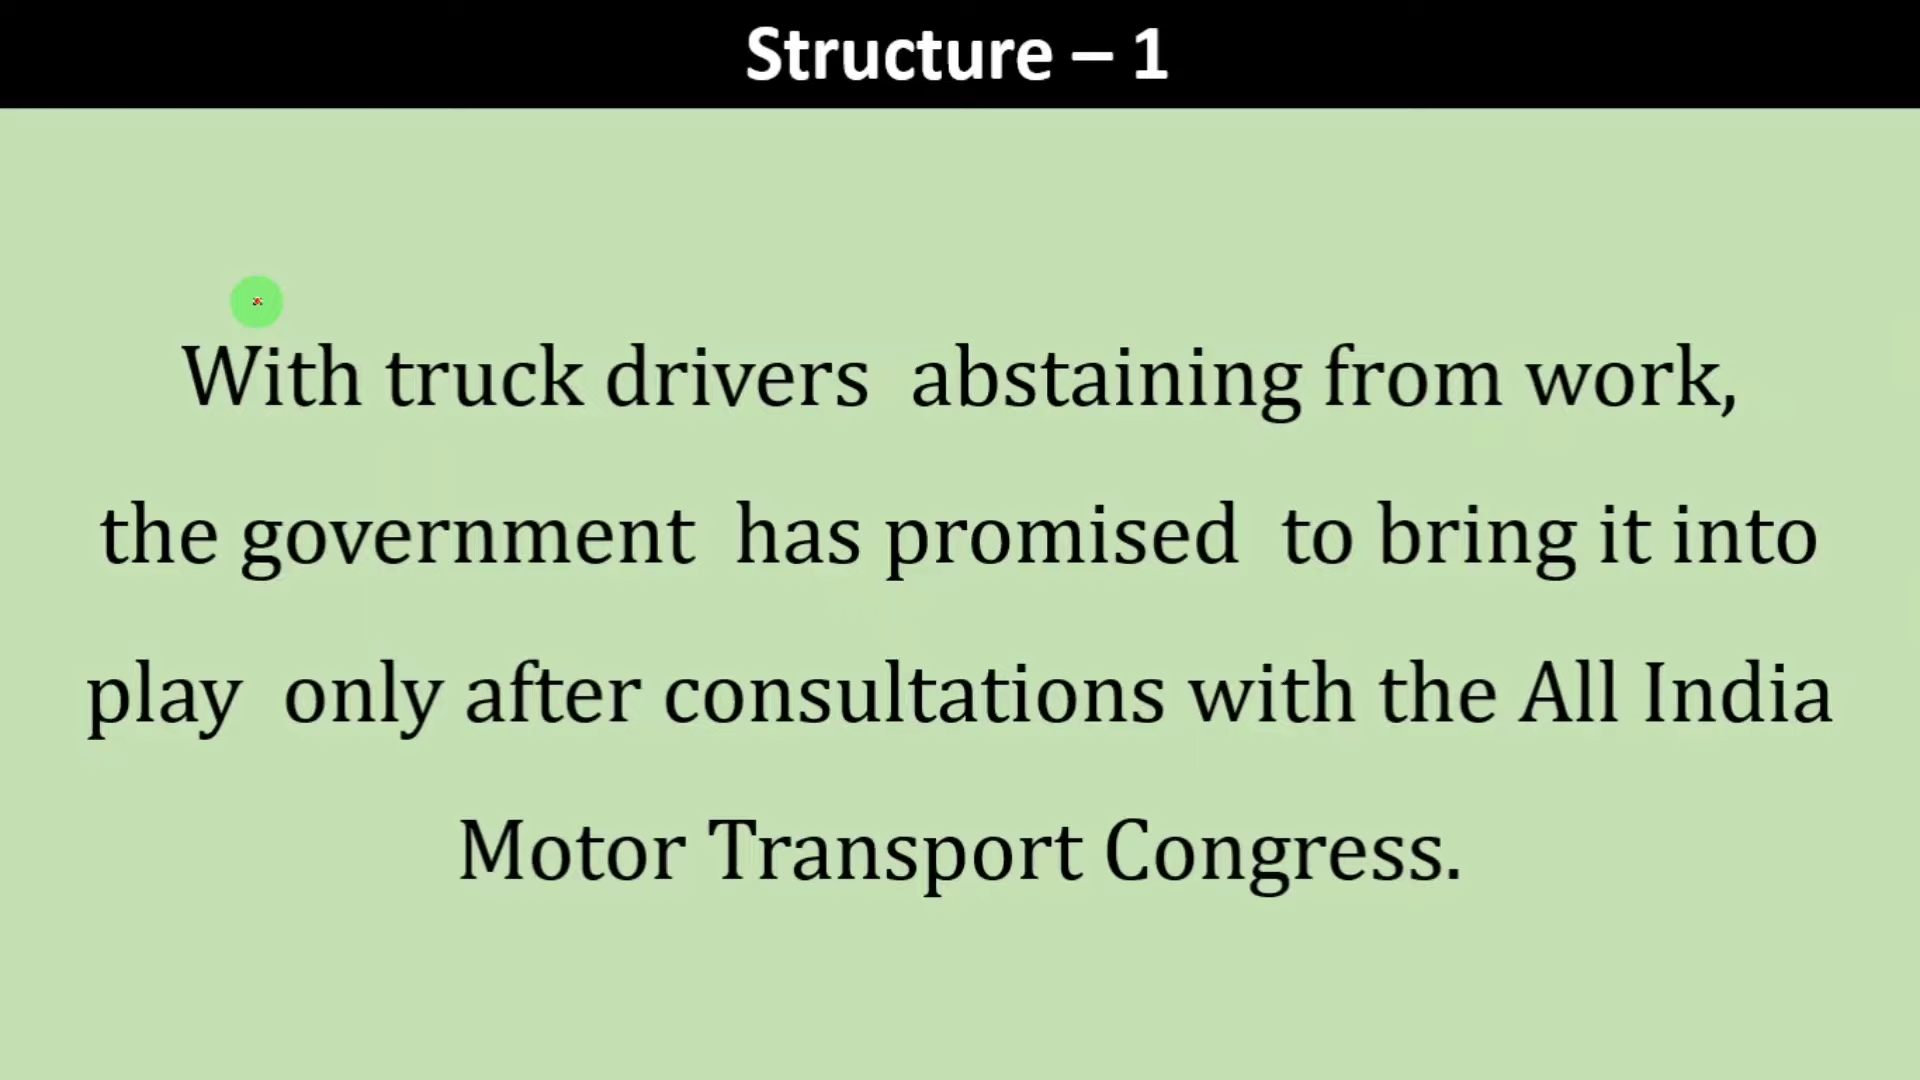 Structure – 1
With truck drivers abstaining from work,
the government has promised to bring it into
play only after consultations with the All India
Motor Transport Congress.